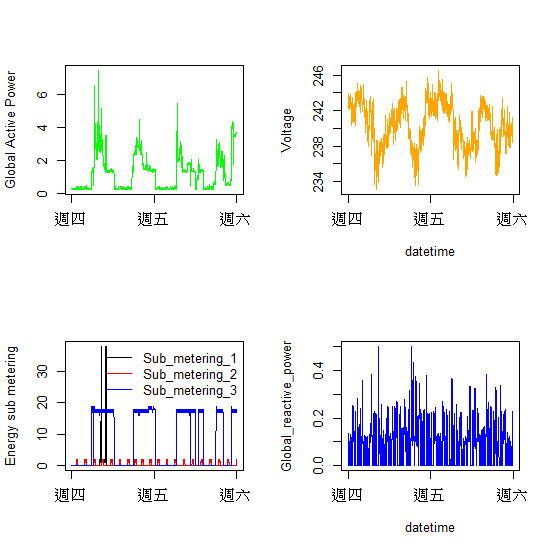 Global Active Power
0 2 4 6
週四 週五 週六
Voltage
234 238 242 246
週四 週五 週六
datetime
Energy sub metering
0 10 20 30
Sub_metering_1
Sub_metering_2
Sub_metering_3
週四 週五 週六
Global_reactive_power
0.0 0.2 0.4
週四 週五 週六
datetime